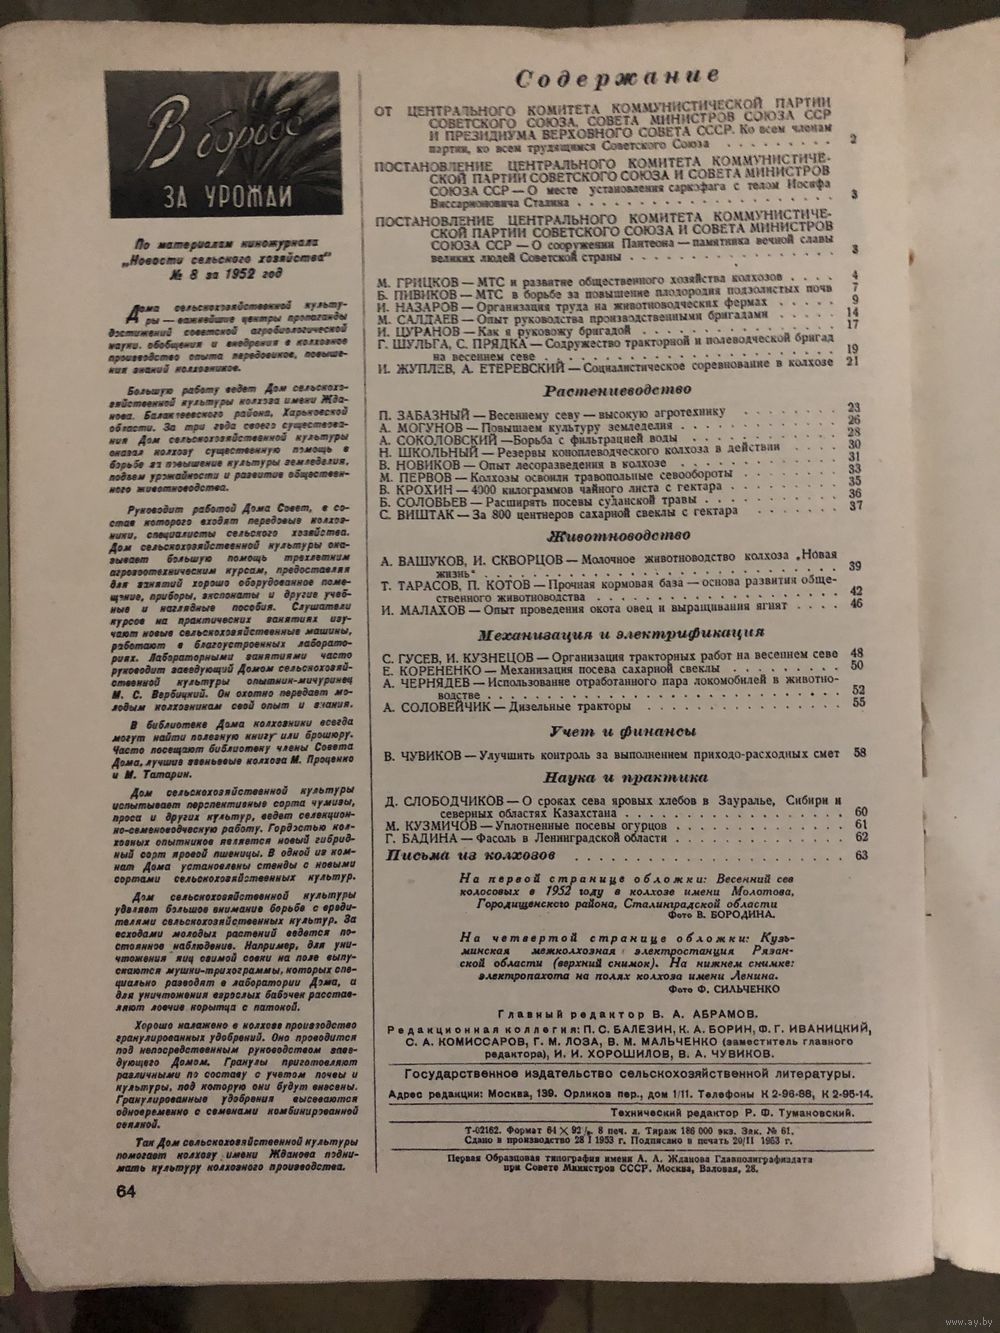 В борьбе
ЗА УРОЖАИ
По материалам киножурнала
„Новости сельского хозяйства"
№ 8 за 1952 год
Дома сельскохозяйственной культу-
ры — важнейшие центры пропаганды
достижений советской агробиологической
науки, обобщения и внедрения в колхозное
производство опыта передовиков, повыше-
ния знаний колхозников.
Большую работу ведет Дом сельскохо-
зяйственной культуры колхоза имени Жда-
нова, Балаклеевского района, Харьковской
области. За три года своего существова-
ния Дом сельскохозяйственной культуры
оказал колхозу существенную помощь в
борьбе за повышение культуры земледелия,
подъем урожайности и развитие обществен-
ного животноводства.
Руководит работой Дома Совет, в со-
став которого входят передовые колхоз-
ники, специалисты сельского хозяйства.
Дом сельскохозяйственной культуры ока-
зывает большую помощь трехлетним
агрозоотехническим курсам, предоставляя
для занятий хорошо оборудованное поме-
щение, приборы, экспонаты и другие учеб-
ные и наглядные пособия. Слушатели
курсов на практических занятиях изу-
чают новые сельскохозяйственные машины,
работают в благоустроенных лаборато-
риях. Лабораторными занятиями часто
руководит заведующий Домом сельскохозяй-
ственной культуры опытник-мичуринец
М. С. Вербицкий. Он охотно передает мо-
лодым колхозникам свой опыт и знания.
В библиотеке Дома колхозники всегда
могут найти полезную книгу или брошюру.
Часто посещают библиотеку члены Совета
Дома, лучшие звеньевые колхоза М. Проценко
и М. Татарин.
Дом сельскохозяйственной культуры
испытывает перспективные сорта чумизы,
проса и других культур, ведет селекцион-
но-семеноводческую работу. Гордостью кол-
хозных опытников является новый гибрид-
ный сорт яровой пшеницы. В одной из ком-
нат Дома установлены стенды с новыми
сортами сельскохозяйственных культур.
Дом сельскохозяйственной культуры
уделяет большое внимание борьбе с вреди-
телями сельскохозяйственных культур. За
всходами молодых растений ведется по-
стоянное наблюдение. Например, для уни-
чтожения яиц озимой совки на поле выпу-
скаются мушки-трихограммы, которых спе-
циально разводят в лаборатории Дома, а
для уничтожения взрослых бабочек расстав-
ляют ловчие корытца с патокой.
Хорошо налажено в колхозе производство
гранулированных удобрений. Оно проводится
под непосредственным руководством заве-
дующего Домом. Гранулы приготовляют
различными по составу с учетом почвы и
культуры, под которую они будут внесены.
Гранулированные удобрения высеваются
одновременно с семенами комбинированной
сеялкой.
Так Дом сельскохозяйственной культуры
помогает колхозу имени Жданова подни-
мать культуру колхозного производства.
64
Содержание
ОТ ЦЕНТРАЛЬНОГО КОМИТЕТА КОММУНИСТИЧЕСКОЙ ПАРТИИ
СОВЕТСКОГО СОЮЗА, СОВЕТА МИНИСТРОВ СОЮЗА ССР
И ПРЕЗИДИУМА ВЕРХОВНОГО СОВЕТА СССР. Ко всем членам
партии, ко всем трудящимся Советского Союза . . . . . . . . . 2
ПОСТАНОВЛЕНИЕ ЦЕНТРАЛЬНОГО КОМИТЕТА КОММУНИСТИЧЕ-
СКОЙ ПАРТИИ СОВЕТСКОГО СОЮЗА И СОВЕТА МИНИСТРОВ
СОЮЗА ССР — О месте установления саркофага с телом Иосифа
Виссарионовича Сталина . . . . . . . . . 3
ПОСТАНОВЛЕНИЕ ЦЕНТРАЛЬНОГО КОМИТЕТА КОММУНИСТИЧЕ-
СКОЙ ПАРТИИ СОВЕТСКОГО СОЮЗА И СОВЕТА МИНИСТРОВ
СОЮЗА ССР — О сооружении Пантеона — памятника вечной славы
великих людей Советской страны . . . . . . . . . 3
М. ГРИЦКОВ — МТС и развитие общественного хозяйства колхозов . . . . 4
Б. ПИВИКОВ — МТС в борьбе за повышение плодородия подзолистых почв 7
И. НАЗАРОВ — Организация труда на животноводческих фермах . . . . . 9
М. САЛДАЕВ — Опыт руководства производственными бригадами . . . . . 14
И. ЦУРАНОВ — Как я руковожу бригадой . . . . . . . . . 17
Г. ШУЛЬГА, С. ПРЯДКА — Содружество тракторной и полеводческой бригад
на весеннем севе . . . . . . . . . 19
И. ЖУПЛЕВ, А. ЕТЕРЕВСКИЙ — Социалистическое соревнование в колхозе 21
Растениеводство
П. ЗАБАЗНЫЙ — Весеннему севу — высокую агротехнику . . . . . . . . 23
А. МОГУНОВ — Повышаем культуру земледелия . . . . . . . . . 26
А. СОКОЛОВСКИЙ — Борьба с фильтрацией воды . . . . . . . . . 28
Н. ШКОЛЬНЫЙ — Резервы коноплеводческого колхоза в действии . . . . 30
В. НОВИКОВ — Опыт лесоразведения в колхозе . . . . . . . . . 31
М. ПЕРВОВ — Колхозы освоили травопольные севообороты . . . . . . . 33
В. КРОХИН — 4000 килограммов чайного листа с гектара . . . . . . . . 35
Б. СОЛОВЬЕВ — Расширять посевы суданской травы . . . . . . . . . 36
С. ВИШТАК — За 800 центнеров сахарной свеклы с гектара . . . . . . . 37
Животноводство
А. ВАШУКОВ, И. СКВОРЦОВ — Молочное животноводство колхоза „Новая
жизнь" . . . . . . . . . 39
Т. ТАРАСОВ, П. КОТОВ — Прочная кормовая база — основа развития обще-
ственного животноводства . . . . . . . . . 42
И. МАЛАХОВ — Опыт проведения окота овец и выращивания ягнят . . . . 46
Механизация и электрификация
С. ГУСЕВ, И. КУЗНЕЦОВ — Организация тракторных работ на весеннем севе 48
Е. КОРЕНЕНКО — Механизация посева сахарной свеклы . . . . . . . . 50
А. ЧЕРНЯДЕВ — Использование отработанного пара локомобилей в животно-
водстве . . . . . . . . . 52
А. СОЛОВЕЙЧИК — Дизельные тракторы . . . . . . . . . 55
Учет и финансы
В. ЧУВИКОВ — Улучшить контроль за выполнением приходо-расходных смет 58
Наука и практика
Д. СЛОБОДЧИКОВ — О сроках сева яровых хлебов в Зауралье, Сибири и
северных областях Казахстана . . . . . . . . . 60
М. КУЗМИЧОВ — Уплотненные посевы огурцов . . . . . . . . . 61
Г. БАДИНА — Фасоль в Ленинградской области . . . . . . . . . 62
Письма из колхозов . . . . . . . . . 63
На первой странице обложки: Весенний сев
колосовых в 1952 году в колхозе имени Молотова,
Городищенского района, Сталинградской области
Фото В. БОРОДИНА.
На четвертой странице обложки: Кузь-
минская межколхозная электростанция Рязан-
ской области (верхний снимок). На нижнем снимке:
электропахота на полях колхоза имени Ленина.
Фото Ф. СИЛЬЧЕНКО
Главный редактор В. А. АБРАМОВ.
Редакционная коллегия: П. С. БАЛЕЗИН, К. А. БОРИН, Ф. Г. ИВАНИЦКИЙ,
С. А. КОМИССАРОВ, Г. М. ЛОЗА, В. М. МАЛЬЧЕНКО (заместитель главного
редактора), И. И. ХОРОШИЛОВ, В. А. ЧУВИКОВ.
Государственное издательство сельскохозяйственной литературы.
Адрес редакции: Москва, 139. Орликов пер., дом 1/11. Телефоны К 2-96-86, К 2-95-14.
Технический редактор Р. Ф. Тумановский.
Т-02162. Формат 64 × 92/₈. 8 печ. л. Тираж 186 000 экз. Зак. № 61.
Сдано в производство 28 I 1953 г. Подписано в печать 20/II 1953 г.
Первая Образцовая типография имени А. А. Жданова Главполиграфиздата
при Совете Министров СССР. Москва, Валовая, 28.
www.ay.by